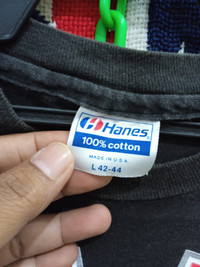 Hanes®
100% cotton
MADE IN U.S.A.
L 42-44